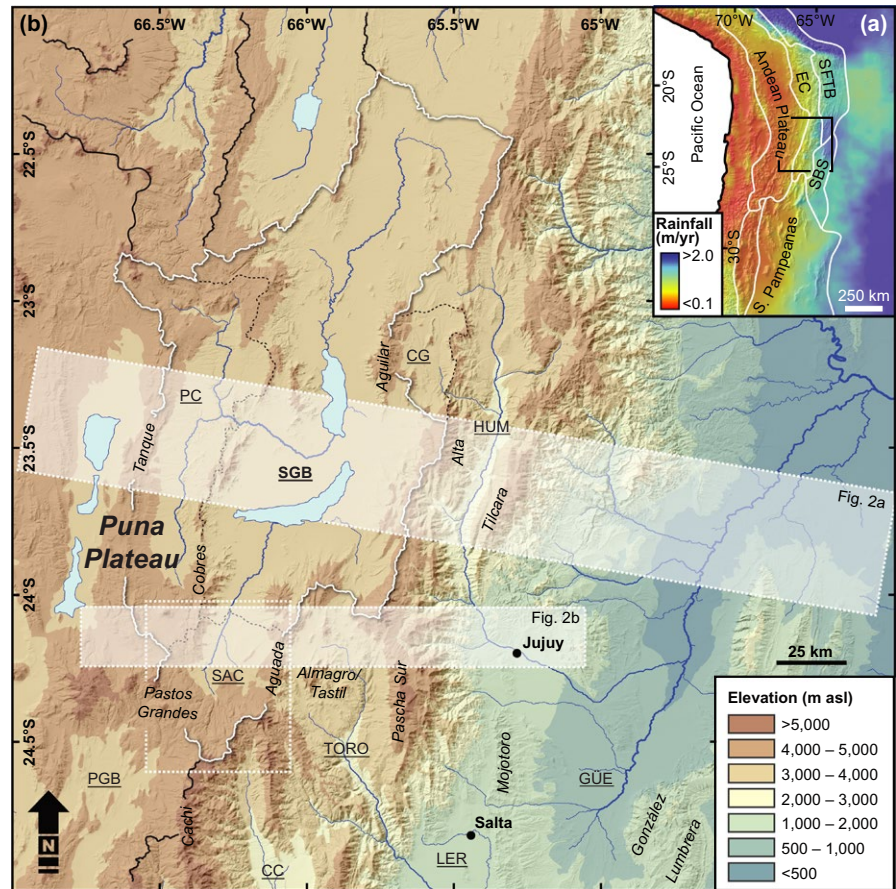 (b)
66.5°W
66°W
65.5°W
65°W
22.5°S
23°S
23.5°S
24°S
24.5°S
(a)
70°W
65°W
20°S
25°S
30°S
Pacific Ocean
Andean Plateau
EC
SFTB
SBS
S. Pampeanas
Rainfall
(m/yr)
>2.0
<0.1
250 km
Aguilar
CG
PC
HUM
Tanque
Alta
SGB
Tilcara
Fig. 2a
Puna
Plateau
Cobres
Fig. 2b
Jujuy
25 km
SAC
Aguada
Almagro/
Tastil
Pascha Sur
Pastos
Grandes
TORO
Mojotoro
GÜE
PGB
Cachi
González
Lumbrera
Salta
LER
CC
N
Elevation (m asl)
>5,000
4,000 – 5,000
3,000 – 4,000
2,000 – 3,000
1,000 – 2,000
500 – 1,000
<500